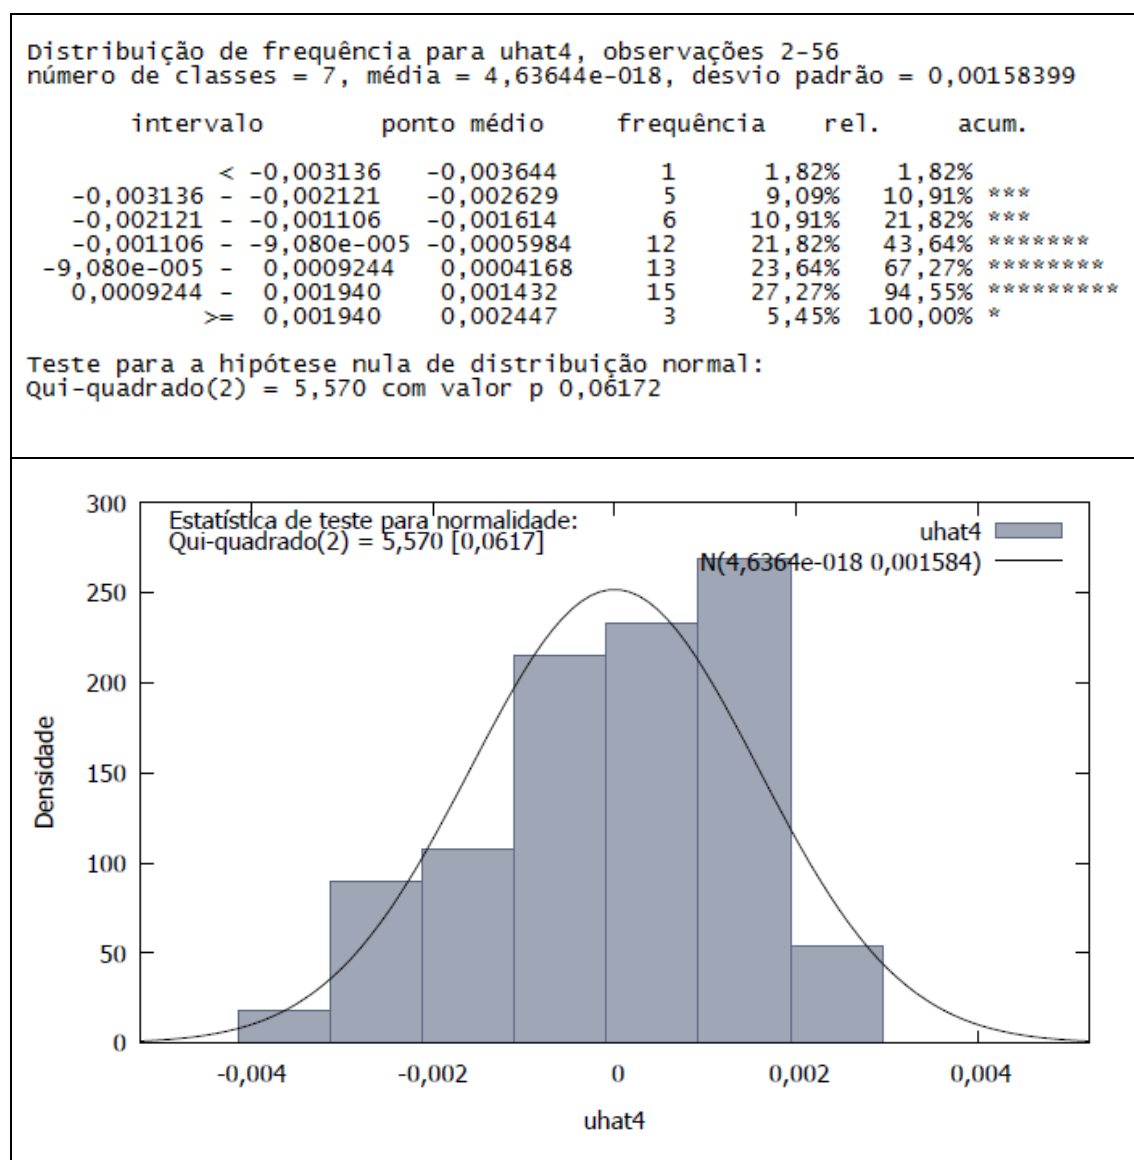 Distribuição de frequência para uhat4, observações 2-56
número de classes = 7, média = 4,63644e-018, desvio padrão = 0,00158399
intervalo ponto médio frequência rel. acum.
< -0,003136 -0,003644 1 1,82% 1,82%
-0,003136 - -0,002121 -0,002629 5 9,09% 10,91% ***
-0,002121 - -0,001106 -0,001614 6 10,91% 21,82% ***
-0,001106 - -9,080e-005 -0,0005984 12 21,82% 43,64% *******
-9,080e-005 - 0,0009244 0,0004168 13 23,64% 67,27% ********
0,0009244 - 0,001940 0,001432 15 27,27% 94,55% *********
>= 0,001940 0,002447 3 5,45% 100,00% *
Teste para a hipótese nula de distribuição normal:
Qui-quadrado(2) = 5,570 com valor p 0,06172
Estatística de teste para normalidade:
Qui-quadrado(2) = 5,570 [0,0617]
uhat4
N(4,6364e-018 0,001584)
300
250
200
150
100
50
0
Densidade
-0,004 -0,002 0 0,002 0,004
uhat4